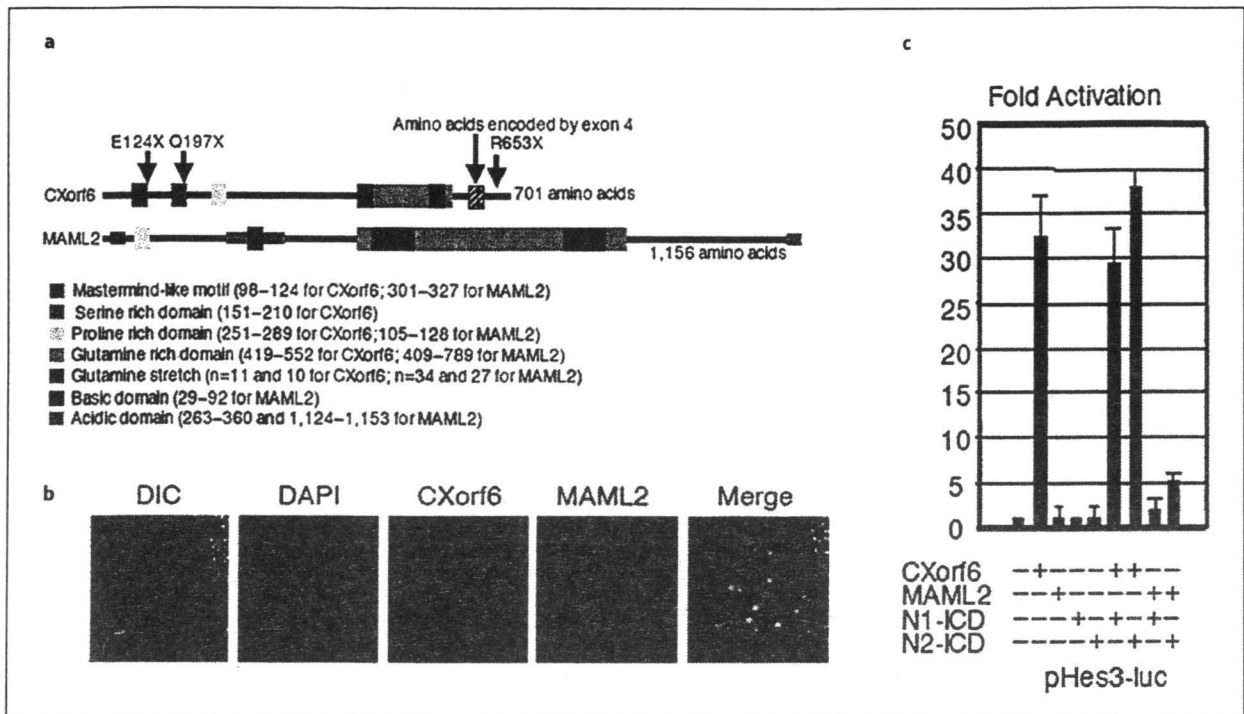 a
E124X Q197X
Amino acids encoded by exon 4
R653X
CXorf6
701 amino acids
MAML2
1,156 amino acids
Mastermind-like motif (98–124 for CXorf6; 301–327 for MAML2)
Serine rich domain (151–210 for CXorf6)
Proline rich domain (251–289 for CXorf6;105–128 for MAML2)
Glutamine rich domain (419–552 for CXorf6; 409–789 for MAML2)
Glutamine stretch (n=11 and 10 for CXorf6; n=34 and 27 for MAML2)
Basic domain (29–92 for MAML2)
Acidic domain (263–360 and 1,124–1,153 for MAML2)
b
DIC DAPI CXorf6 MAML2 Merge
c
Fold Activation
50
40
35
30
25
20
15
10
5
0
CXorf6 –+–––++––
MAML2 ––+––––++
N1-ICD –––+–+–+–
N2-ICD ––––+–+–+
pHes3-luc